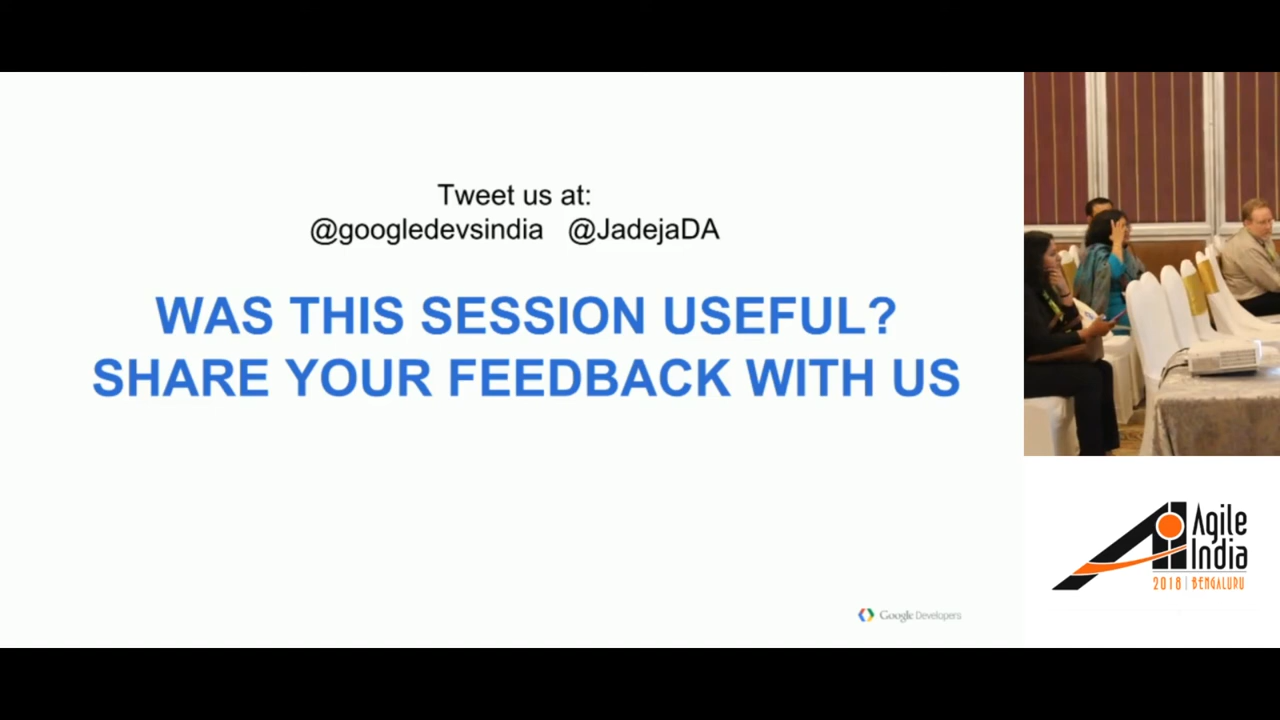 Tweet us at:
@googledevsindia @JadejaDA
WAS THIS SESSION USEFUL?
SHARE YOUR FEEDBACK WITH US
Google Developers
Agile
India
2018 | BENGALURU